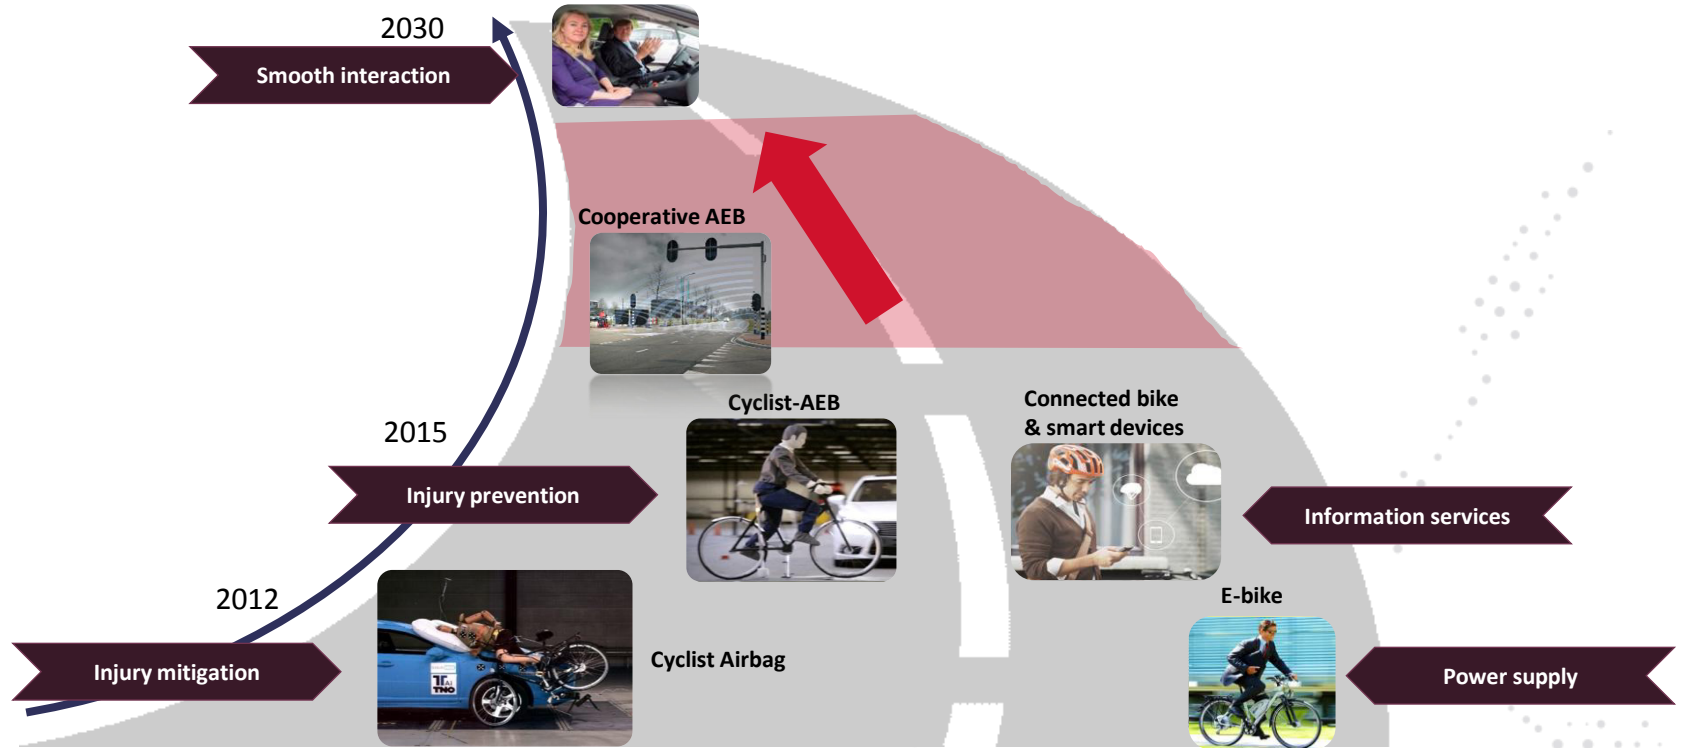 2030
Smooth interaction
Cooperative AEB
Cyclist-AEB
Connected bike
& smart devices
2015
Injury prevention
Information services
2012
E-bike
Injury mitigation
Cyclist Airbag
Power supply
TNO